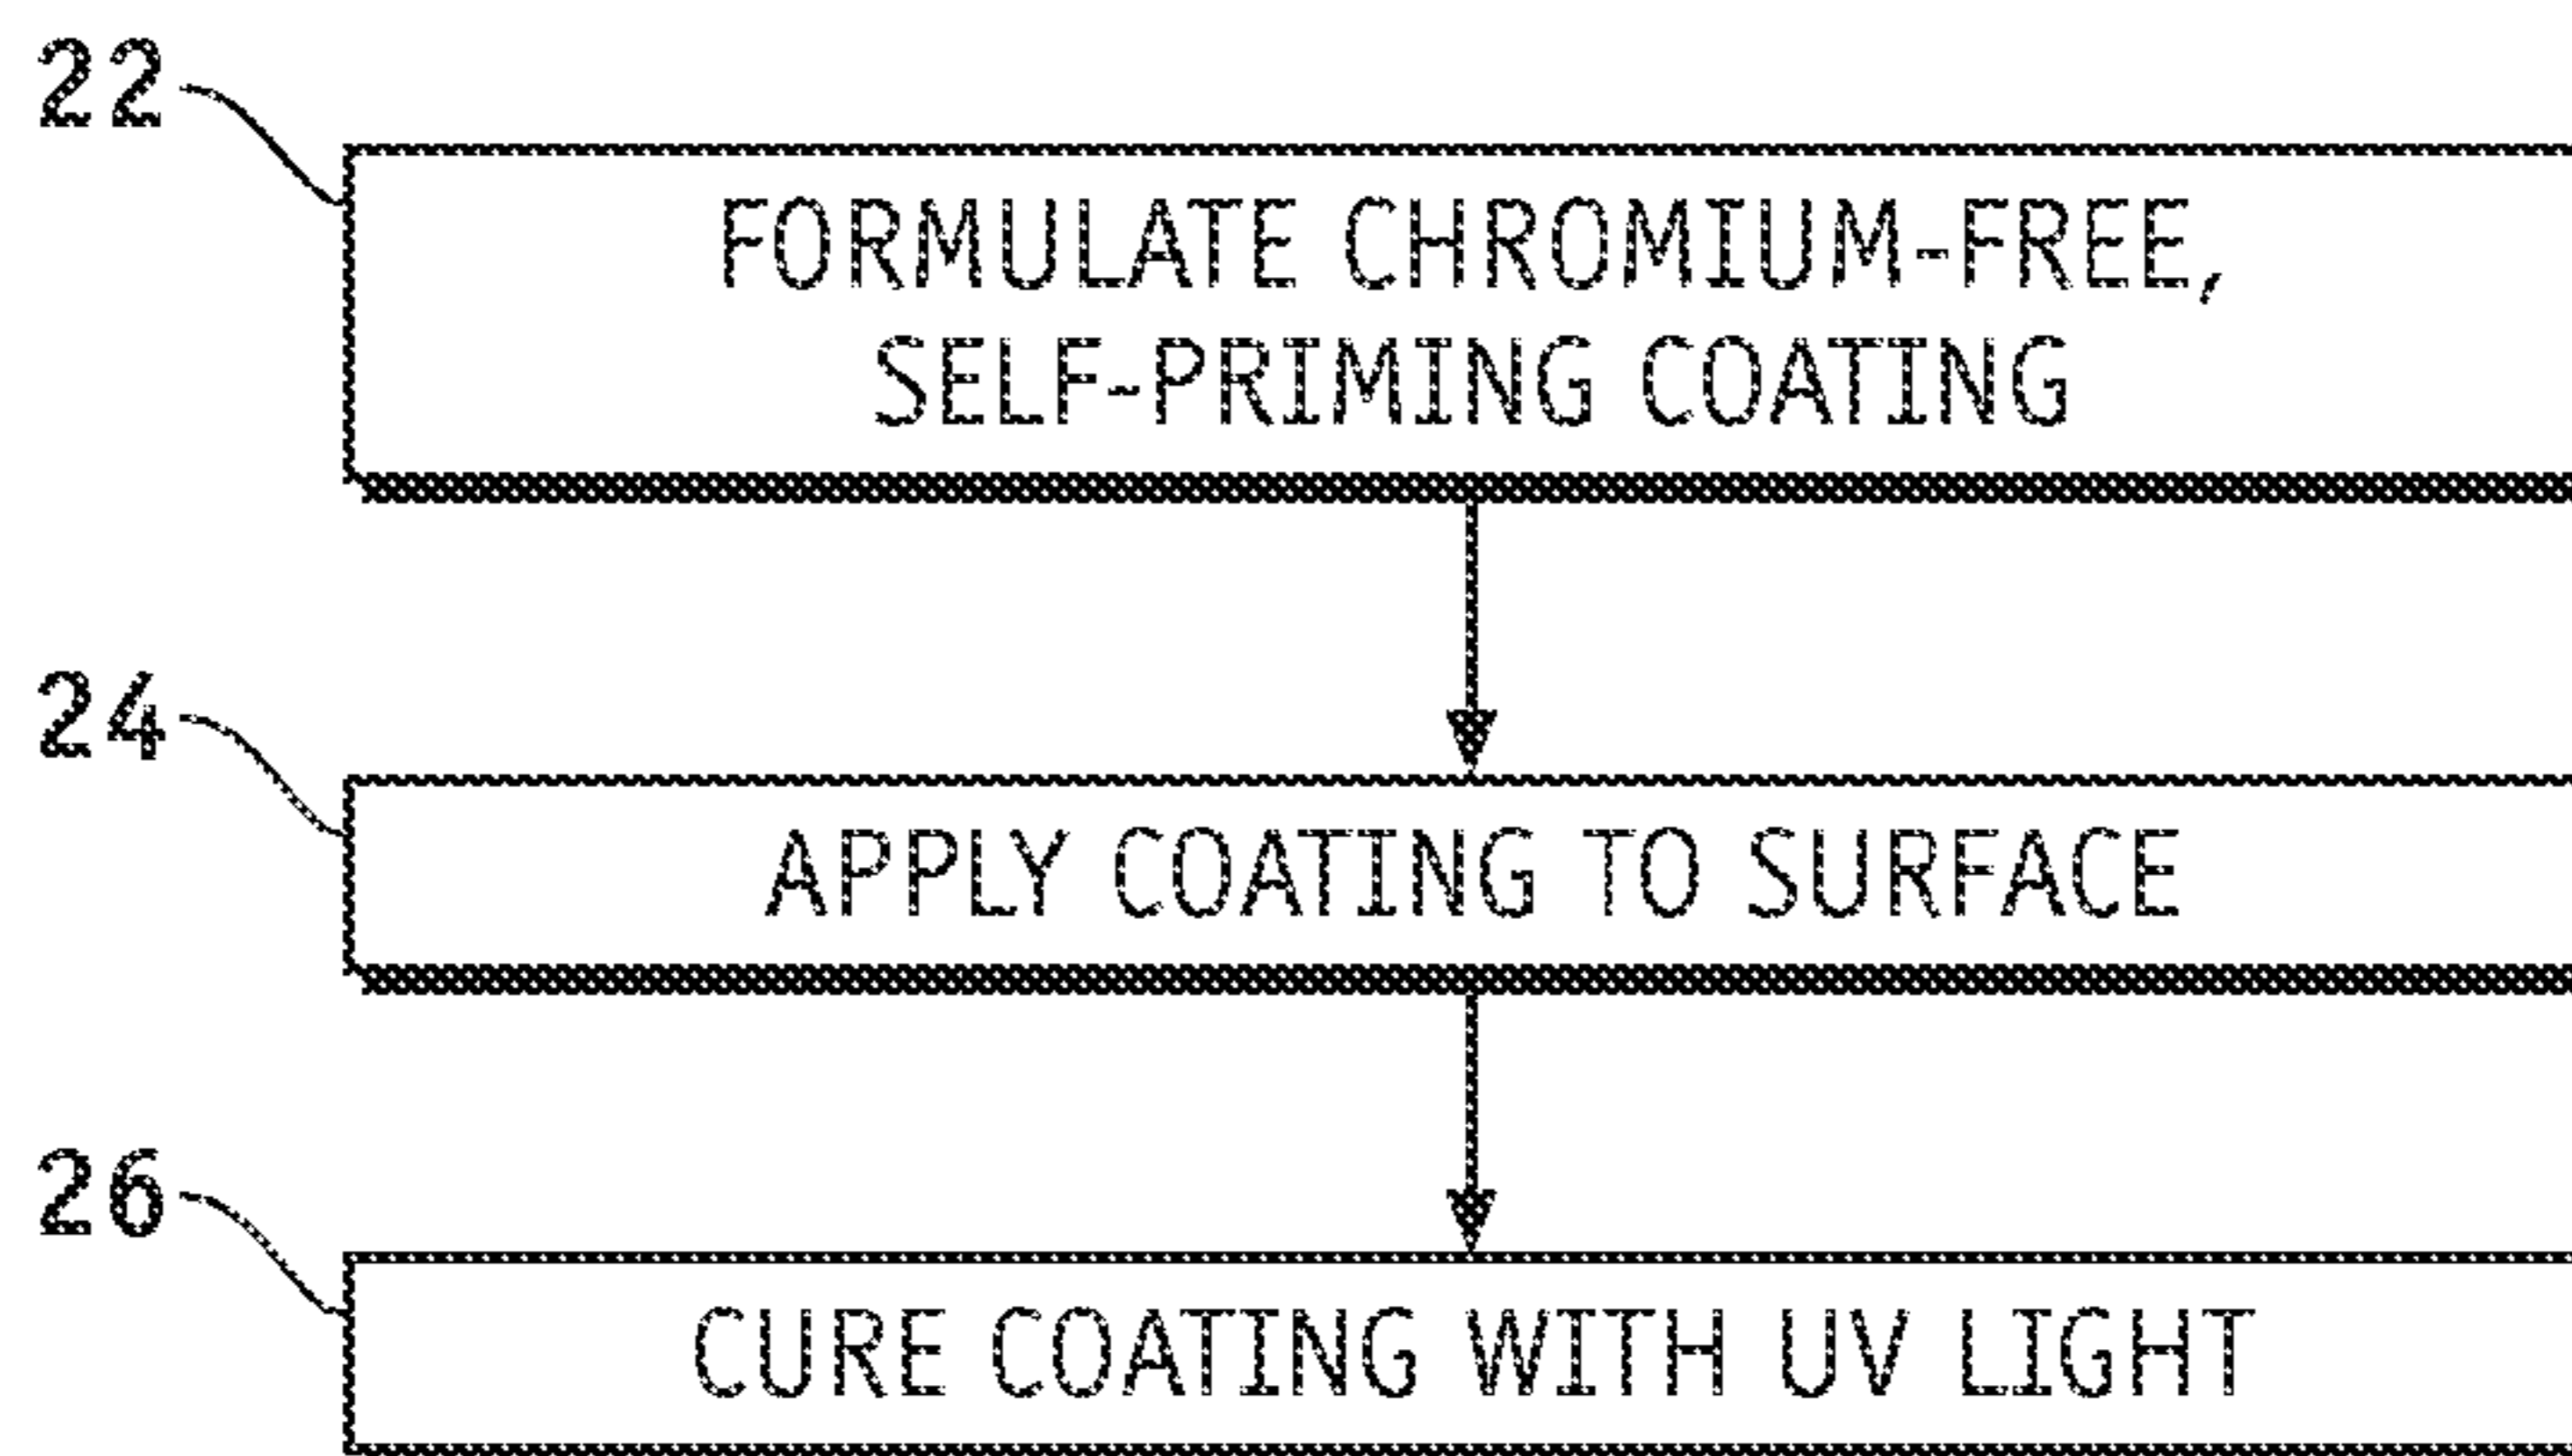 22
FORMULATE CHROMIUM-FREE,
SELF-PRIMING COATING
24
APPLY COATING TO SURFACE
26
CURE COATING WITH UV LIGHT